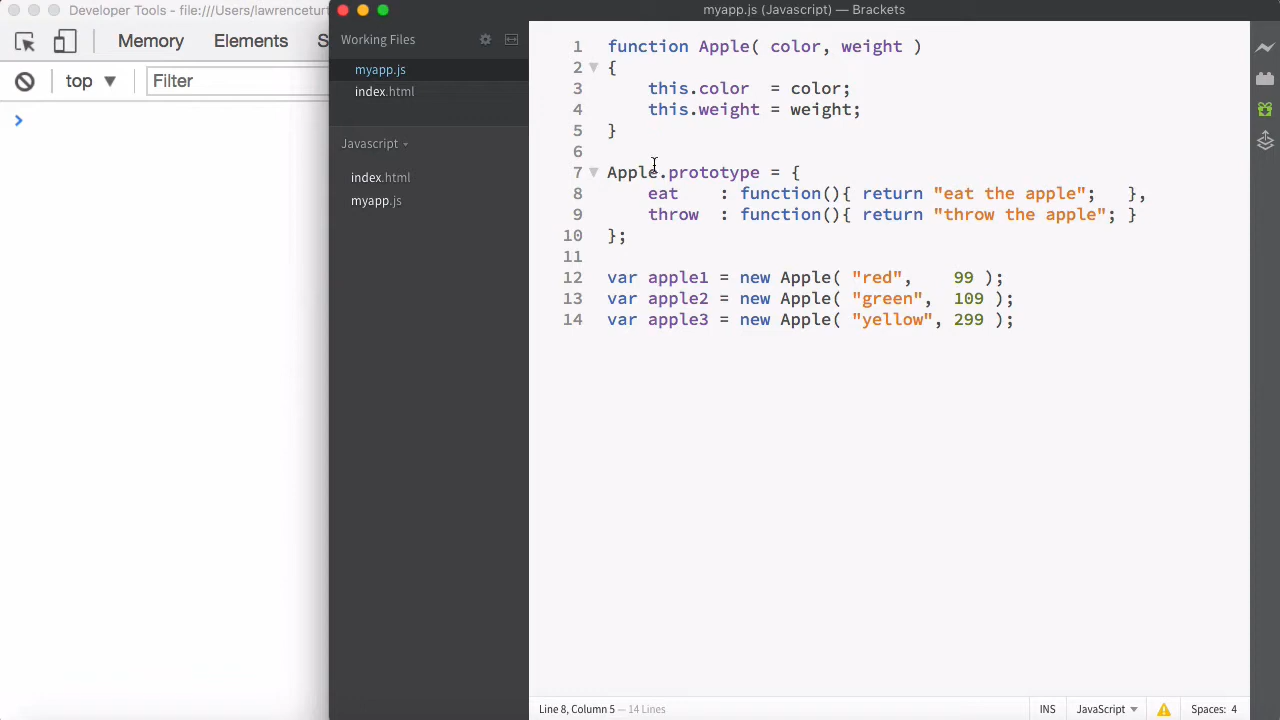 Developer Tools - file:///Users/lawrencetur
Memory Elements S
top ▼ Filter
>
myapp.js (Javascript) — Brackets
Working Files
myapp.js
index.html
Javascript
index.html
myapp.js
1 function Apple( color, weight )
2 {
3 this.color = color;
4 this.weight = weight;
5 }
6
7 Apple.prototype = {
8 eat : function(){ return "eat the apple"; },
9 throw : function(){ return "throw the apple"; }
10 };
11
12 var apple1 = new Apple( "red", 99 );
13 var apple2 = new Apple( "green", 109 );
14 var apple3 = new Apple( "yellow", 299 );
Line 8, Column 5 — 14 Lines
INS JavaScript Spaces: 4